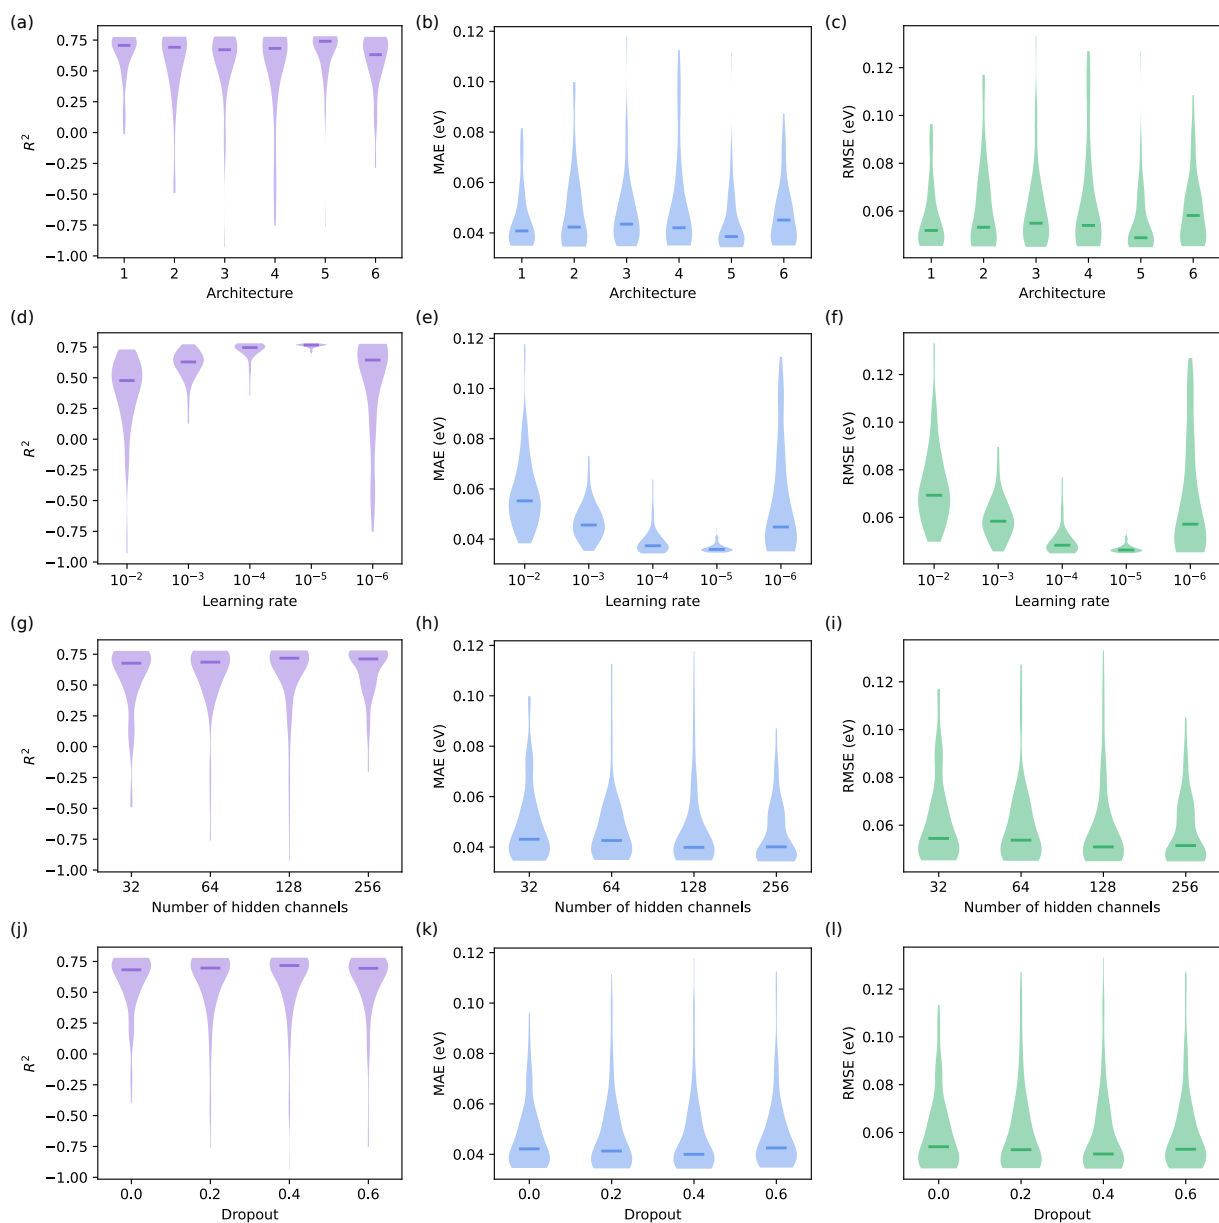 (a)
0.75
0.50
0.25
0.00
−0.25
−0.50
−0.75
−1.00
R²
1 2 3 4 5 6
Architecture
(b)
0.12
0.10
0.08
0.06
0.04
MAE (eV)
1 2 3 4 5 6
Architecture
(c)
0.12
0.10
0.08
0.06
RMSE (eV)
1 2 3 4 5 6
Architecture
(d)
0.75
0.50
0.25
0.00
−0.25
−0.50
−0.75
−1.00
R²
10⁻² 10⁻³ 10⁻⁴ 10⁻⁵ 10⁻⁶
Learning rate
(e)
0.12
0.10
0.08
0.06
0.04
MAE (eV)
10⁻² 10⁻³ 10⁻⁴ 10⁻⁵ 10⁻⁶
Learning rate
(f)
0.12
0.10
0.08
0.06
RMSE (eV)
10⁻² 10⁻³ 10⁻⁴ 10⁻⁵ 10⁻⁶
Learning rate
(g)
0.75
0.50
0.25
0.00
−0.25
−0.50
−0.75
−1.00
R²
32 64 128 256
Number of hidden channels
(h)
0.12
0.10
0.08
0.06
0.04
MAE (eV)
32 64 128 256
Number of hidden channels
(i)
0.12
0.10
0.08
0.06
RMSE (eV)
32 64 128 256
Number of hidden channels
(j)
0.75
0.50
0.25
0.00
−0.25
−0.50
−0.75
−1.00
R²
0.0 0.2 0.4 0.6
Dropout
(k)
0.12
0.10
0.08
0.06
0.04
MAE (eV)
0.0 0.2 0.4 0.6
Dropout
(l)
0.12
0.10
0.08
0.06
RMSE (eV)
0.0 0.2 0.4 0.6
Dropout